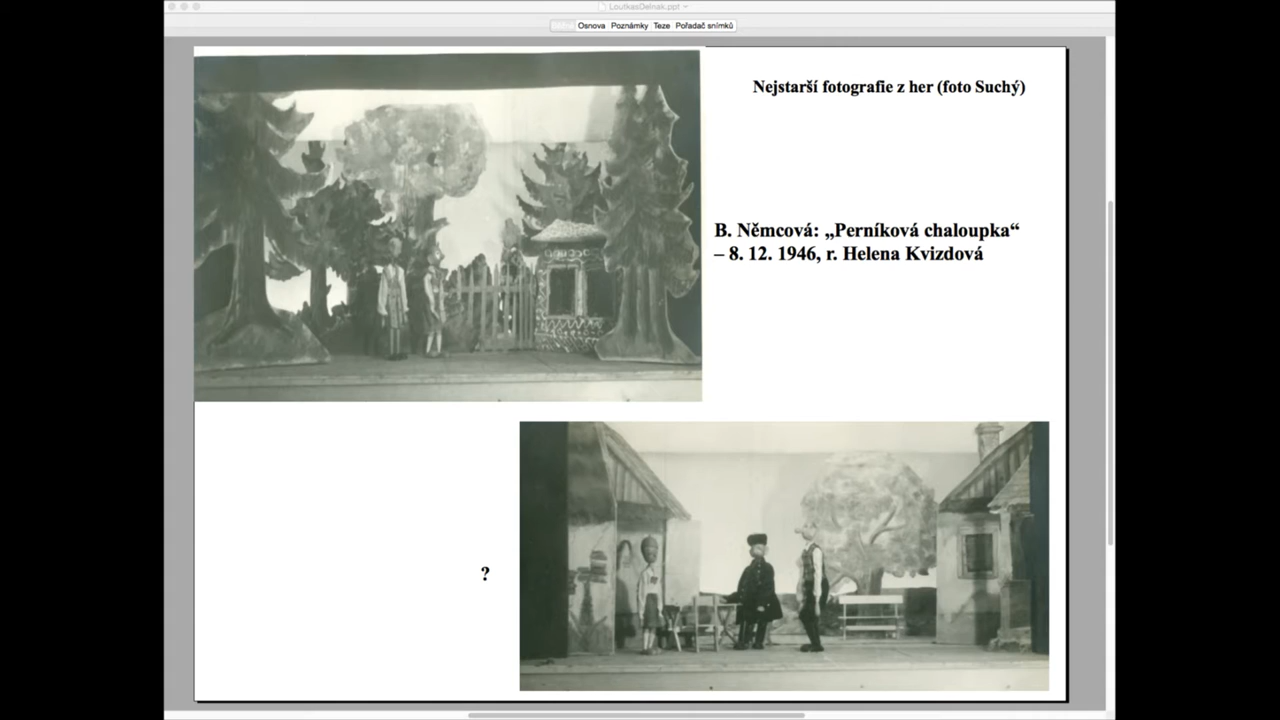 LoutkasDelnak.ppt
Osnova Poznámky Teze Pořadač snímků
Nejstarší fotografie z her (foto Suchý)
B. Němcová: „Perníková chaloupka“
– 8. 12. 1946, r. Helena Kvizdová
?